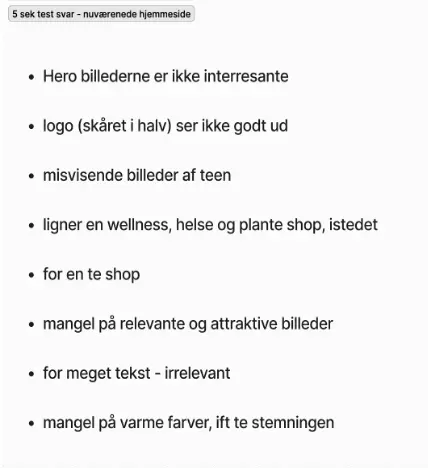 5 sek test svar - nuværenede hjemmeside
• Hero billederne er ikke interresante
• logo (skåret i halv) ser ikke godt ud
• misvisende billeder af teen
• ligner en wellness, helse og plante shop, istedet
• for en te shop
• mangel på relevante og attraktive billeder
• for meget tekst - irrelevant
• mangel på varme farver, ift te stemningen